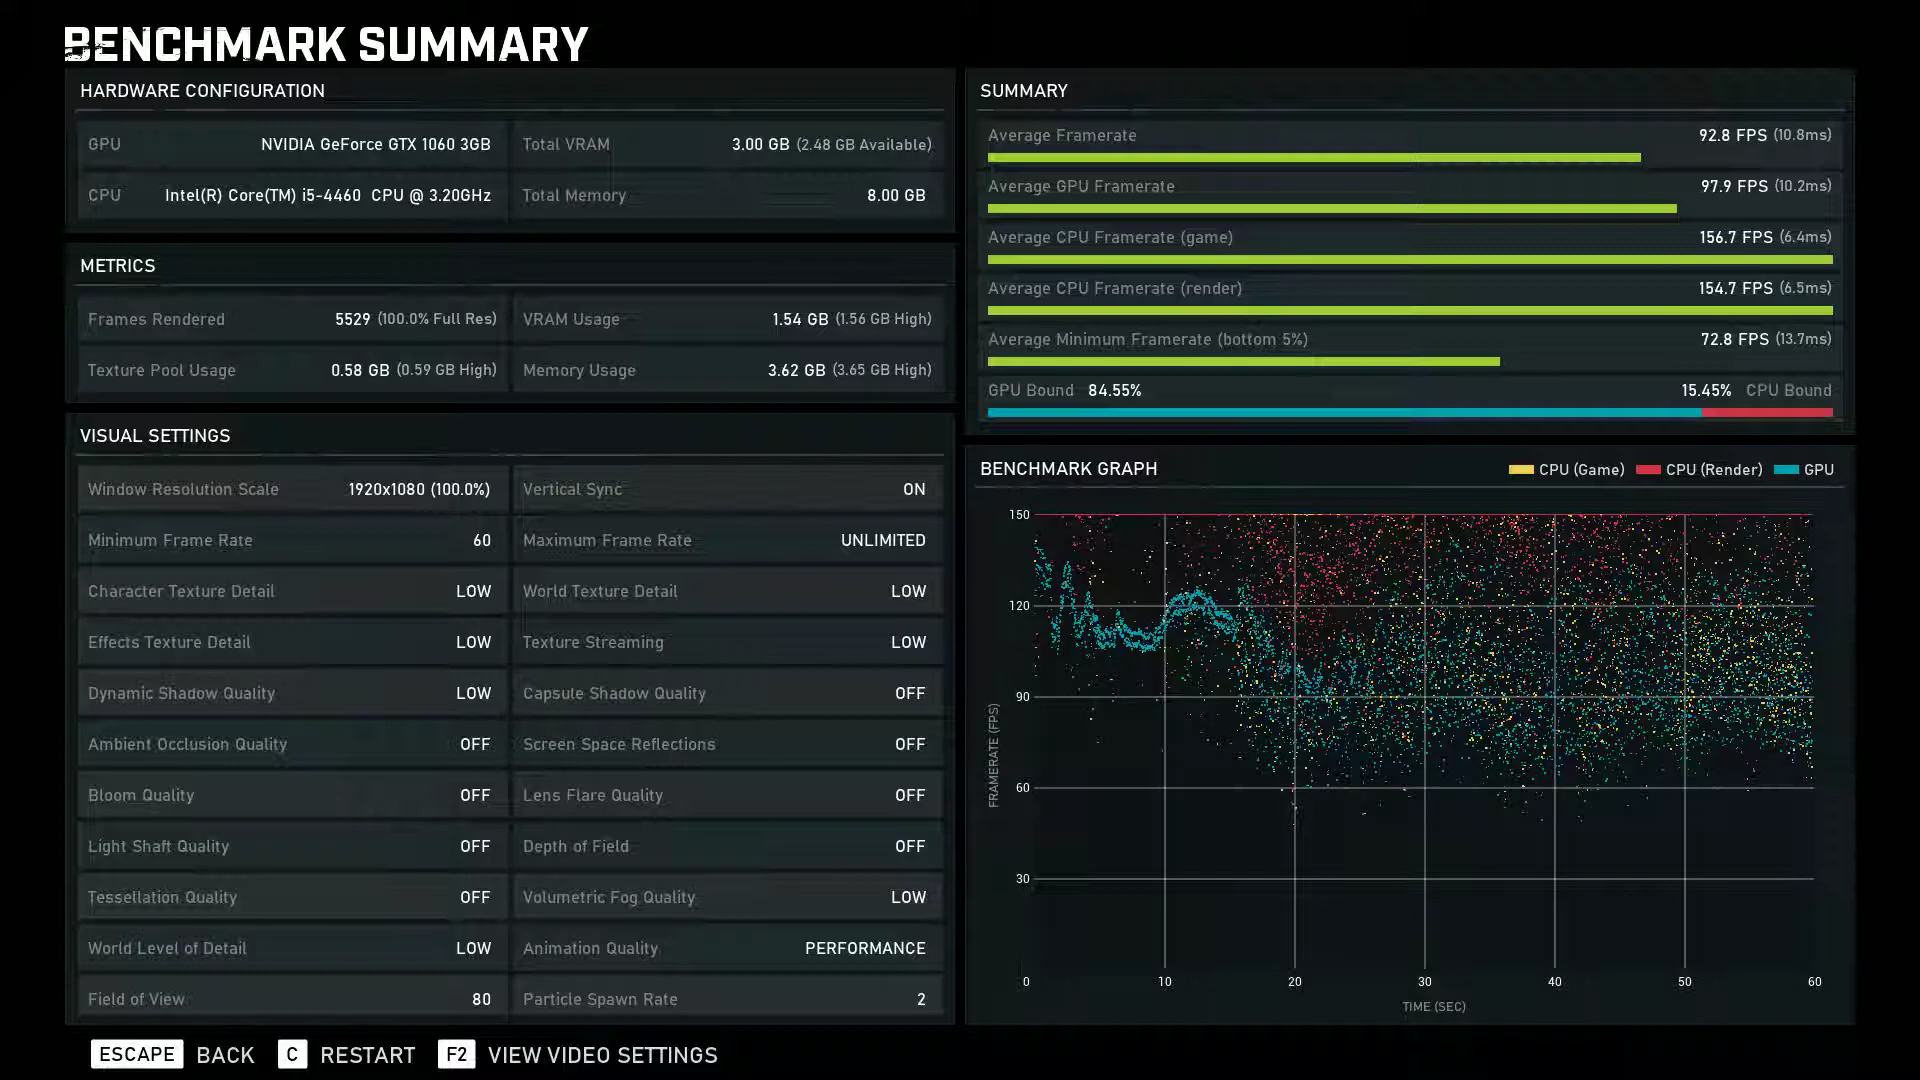 BENCHMARK SUMMARY
HARDWARE CONFIGURATION
GPU NVIDIA GeForce GTX 1060 3GB Total VRAM 3.00 GB (2.48 GB Available)
CPU Intel(R) Core(TM) i5-4460 CPU @ 3.20GHz Total Memory 8.00 GB
METRICS
Frames Rendered 5529 (100.0% Full Res) VRAM Usage 1.54 GB (1.56 GB High)
Texture Pool Usage 0.58 GB (0.59 GB High) Memory Usage 3.62 GB (3.65 GB High)
VISUAL SETTINGS
Window Resolution Scale 1920x1080 (100.0%) Vertical Sync ON
Minimum Frame Rate 60 Maximum Frame Rate UNLIMITED
Character Texture Detail LOW World Texture Detail LOW
Effects Texture Detail LOW Texture Streaming LOW
Dynamic Shadow Quality LOW Capsule Shadow Quality OFF
Ambient Occlusion Quality OFF Screen Space Reflections OFF
Bloom Quality OFF Lens Flare Quality OFF
Light Shaft Quality OFF Depth of Field OFF
Tessellation Quality OFF Volumetric Fog Quality LOW
World Level of Detail LOW Animation Quality PERFORMANCE
Field of View 80 Particle Spawn Rate 2
SUMMARY
Average Framerate 92.8 FPS (10.8ms)
Average GPU Framerate 97.9 FPS (10.2ms)
Average CPU Framerate (game) 156.7 FPS (6.4ms)
Average CPU Framerate (render) 154.7 FPS (6.5ms)
Average Minimum Framerate (bottom 5%) 72.8 FPS (13.7ms)
GPU Bound 84.55% 15.45% CPU Bound
BENCHMARK GRAPH CPU (Game) CPU (Render) GPU
150
120
90
60
30
FRAMERATE (FPS)
0 10 20 30 40 50 60
TIME (SEC)
ESCAPE BACK C RESTART F2 VIEW VIDEO SETTINGS